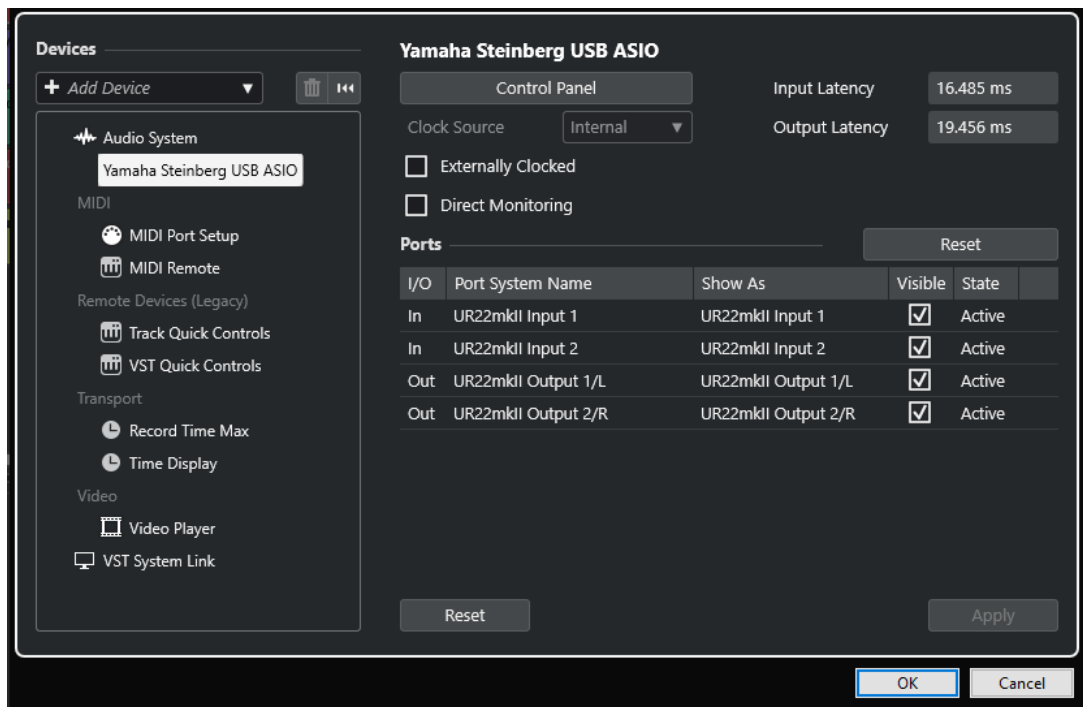 Devices
Add Device
Audio System
Yamaha Steinberg USB ASIO
MIDI
MIDI Port Setup
MIDI Remote
Remote Devices (Legacy)
Track Quick Controls
VST Quick Controls
Transport
Record Time Max
Time Display
Video
Video Player
VST System Link
Yamaha Steinberg USB ASIO
Control Panel
Input Latency 16.485 ms
Clock Source Internal
Output Latency 19.456 ms
Externally Clocked
Direct Monitoring
Ports
Reset
I/O Port System Name Show As Visible State
In UR22mkII Input 1 UR22mkII Input 1 Active
In UR22mkII Input 2 UR22mkII Input 2 Active
Out UR22mkII Output 1/L UR22mkII Output 1/L Active
Out UR22mkII Output 2/R UR22mkII Output 2/R Active
Reset
Apply
OK
Cancel